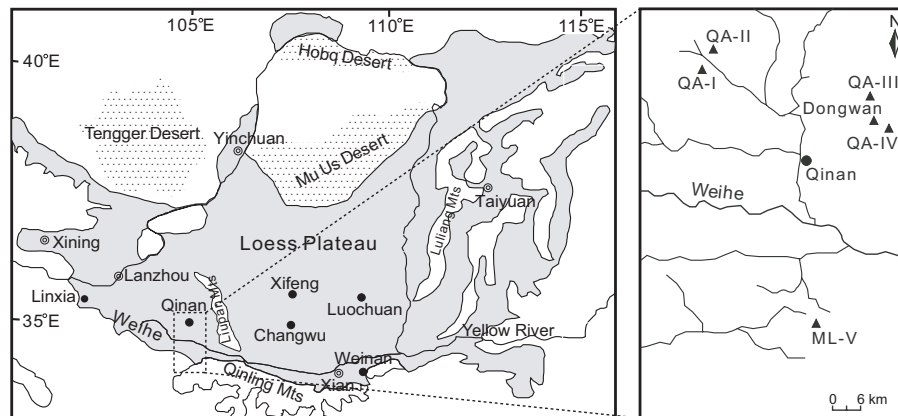 105°E
110°E
115°E
40°E
35°E
Hobq Desert
Tengger Desert
Yinchuan
Mu Us Desert
Luliang Mts
Taiyuan
Xining
Loess Plateau
Lanzhou
Linxia
Qinan
Liupan Mts
Xifeng
Luochuan
Changwu
Weihe
Yellow River
Weinan
Qinling Mts
Xian
N
QA-II
QA-I
QA-III
Dongwan
QA-IV
Qinan
Weihe
ML-V
0 6 km